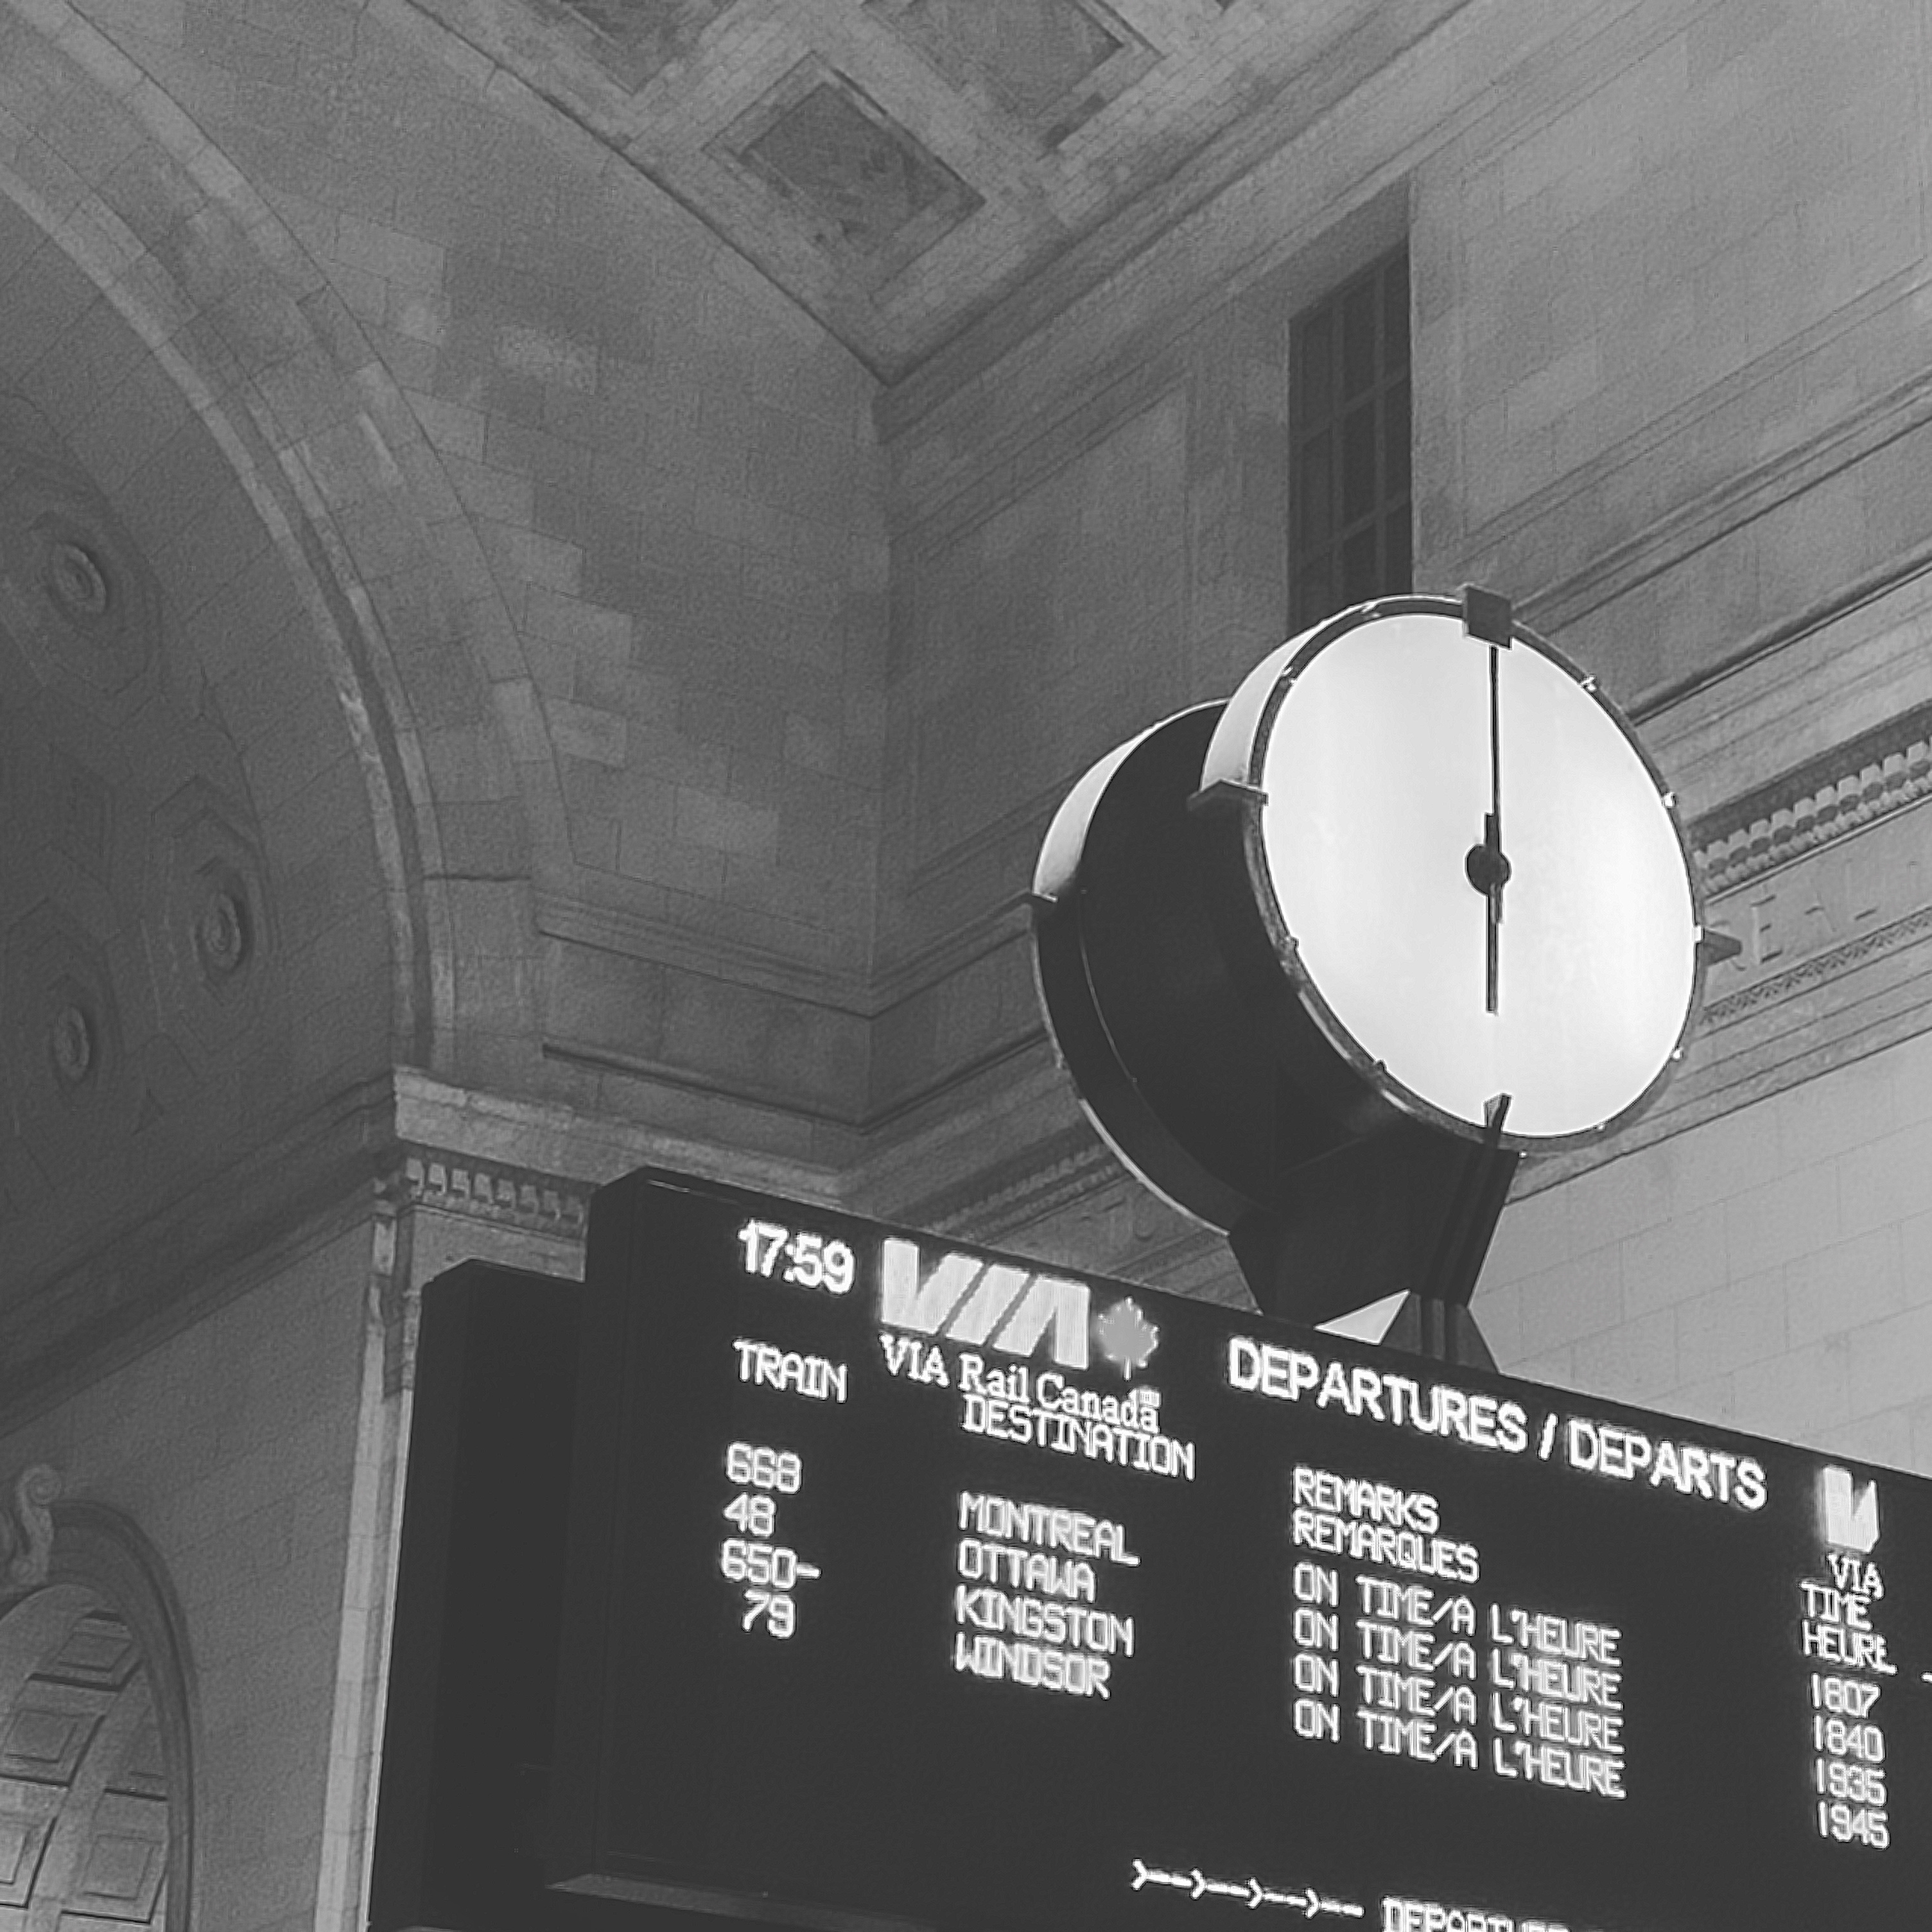 17:59 VIA
VIA Rail Canada
DEPARTURES / DEPARTS
VIA
TRAIN DESTINATION REMARKS TIME
REMARQUES HEURE
668 MONTREAL ON TIME/A L'HEURE 1807
48 OTTAWA ON TIME/A L'HEURE 1840
650- KINGSTON ON TIME/A L'HEURE 1935
79 WINDSOR ON TIME/A L'HEURE 1945